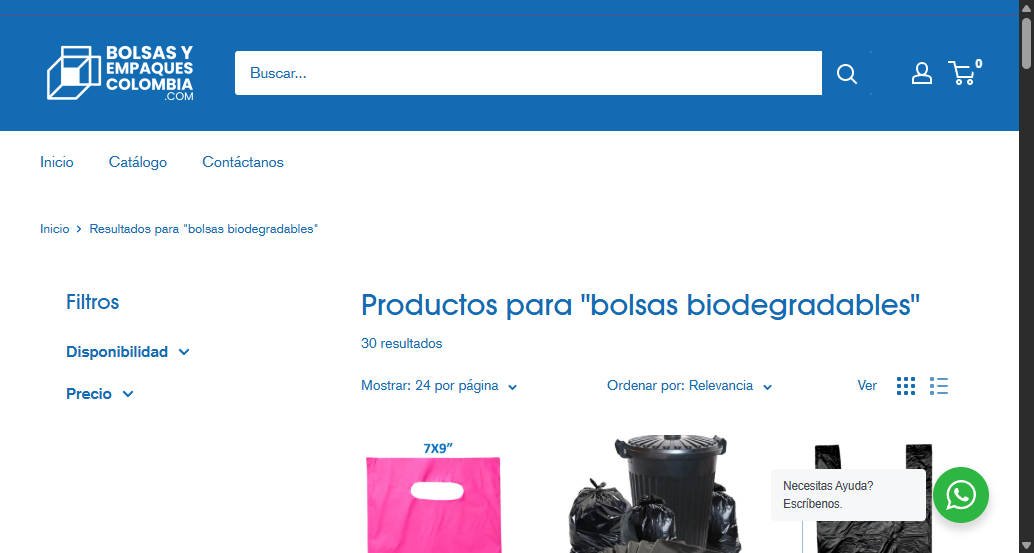 BOLSAS Y
EMPAQUES
COLOMBIA
.COM
Buscar...
0
Inicio
Catálogo
Contáctanos
Inicio > Resultados para "bolsas biodegradables"
Filtros
Disponibilidad
Precio
Productos para "bolsas biodegradables"
30 resultados
Mostrar: 24 por página
Ordenar por: Relevancia
Ver
7X9"
Necesitas Ayuda?
Escríbenos.